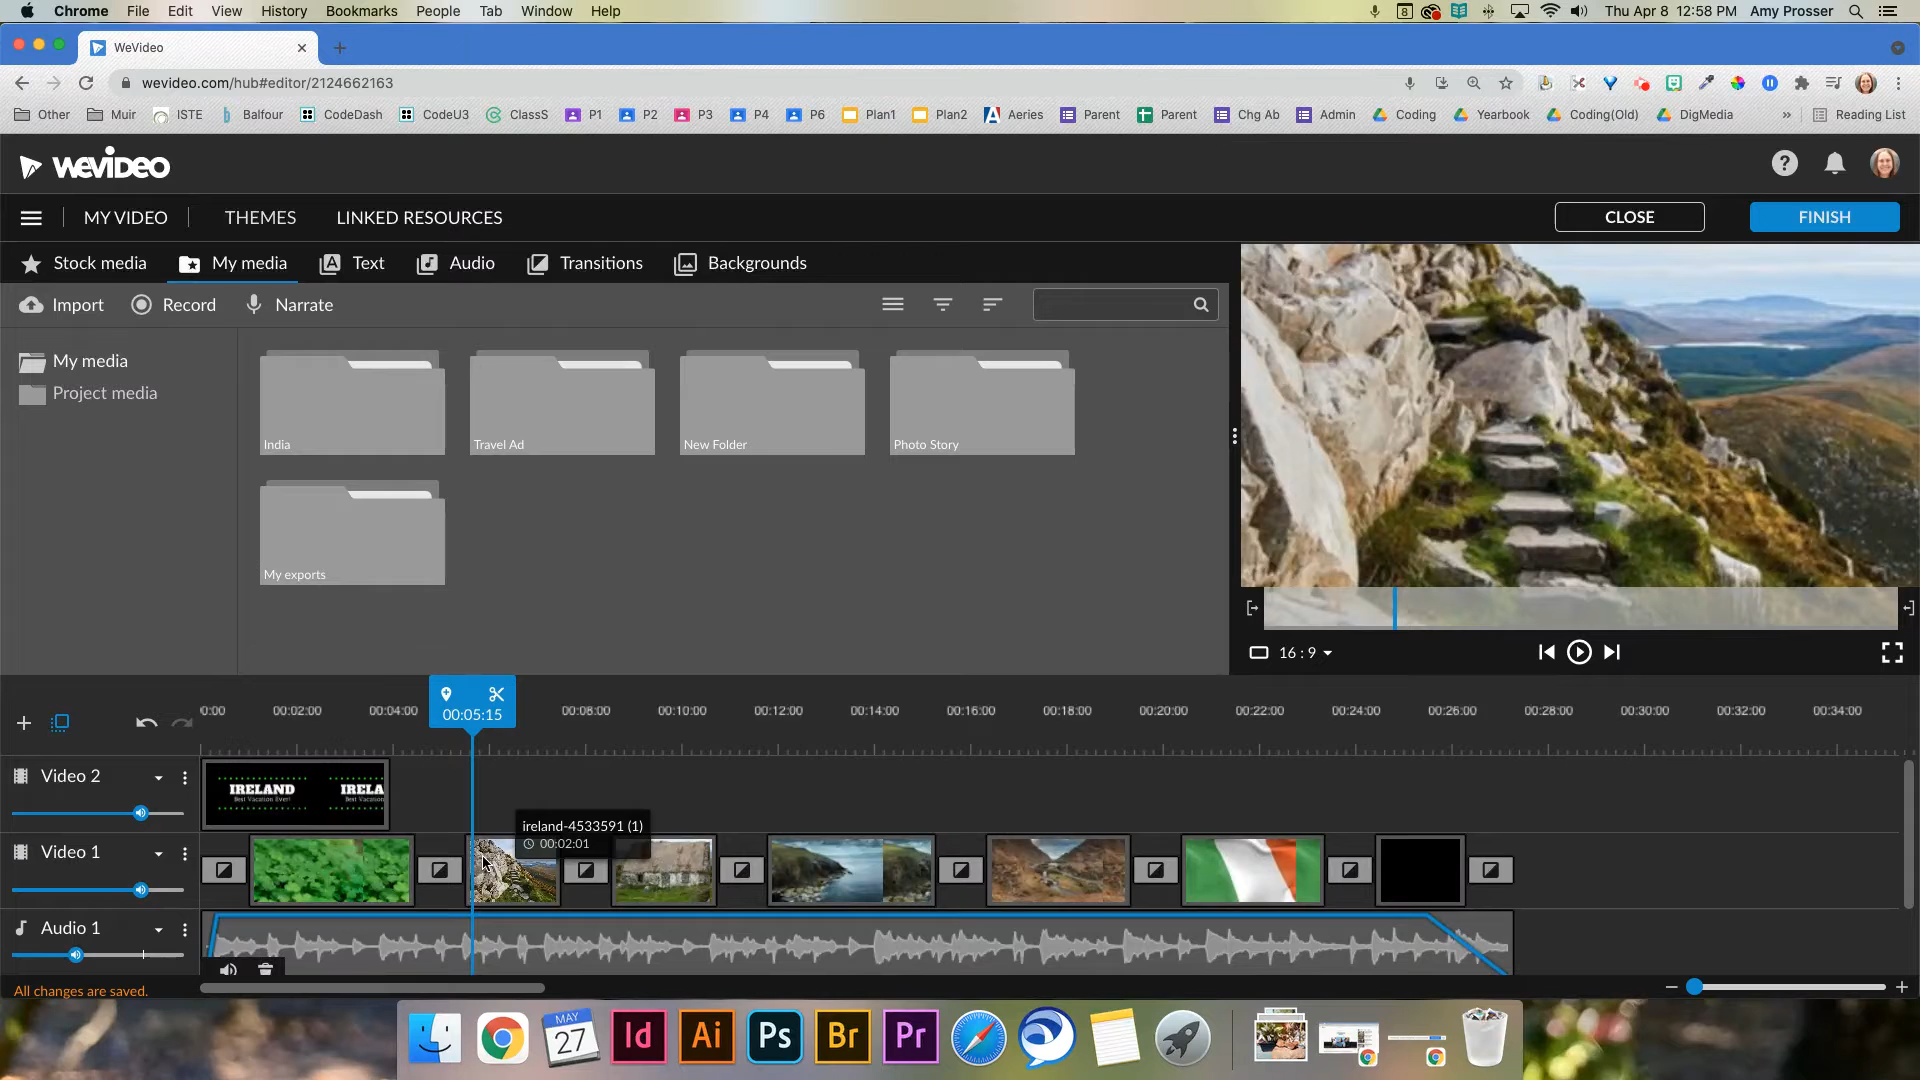 Chrome File Edit View History Bookmarks People Tab Window Help
8 Thu Apr 8 12:58 PM Amy Prosser
WeVideo
wevideo.com/hub#editor/2124662163
Other Muir ISTE Balfour CodeDash CodeU3 ClassS P1 P2 P3 P4 P6 Plan1 Plan2 Aeries Parent Parent Chg Ab Admin Coding Yearbook Coding(Old) DigMedia » Reading List
wevideo
MY VIDEO THEMES LINKED RESOURCES CLOSE FINISH
Stock media My media Text Audio Transitions Backgrounds
Import Record Narrate
My media
Project media
India Travel Ad New Folder Photo Story
My exports
16 : 9
00:05:15
0:00 00:02:00 00:04:00 00:08:00 00:10:00 00:12:00 00:14:00 00:16:00 00:18:00 00:20:00 00:22:00 00:24:00 00:26:00 00:28:00 00:30:00 00:32:00 00:34:00
Video 2
IRELAND IRELA
Best Vacation Ever! Best Vacation
ireland-4533591 (1)
00:02:01
Video 1
Audio 1
All changes are saved.
MAY
27 Id Ai Ps Br Pr